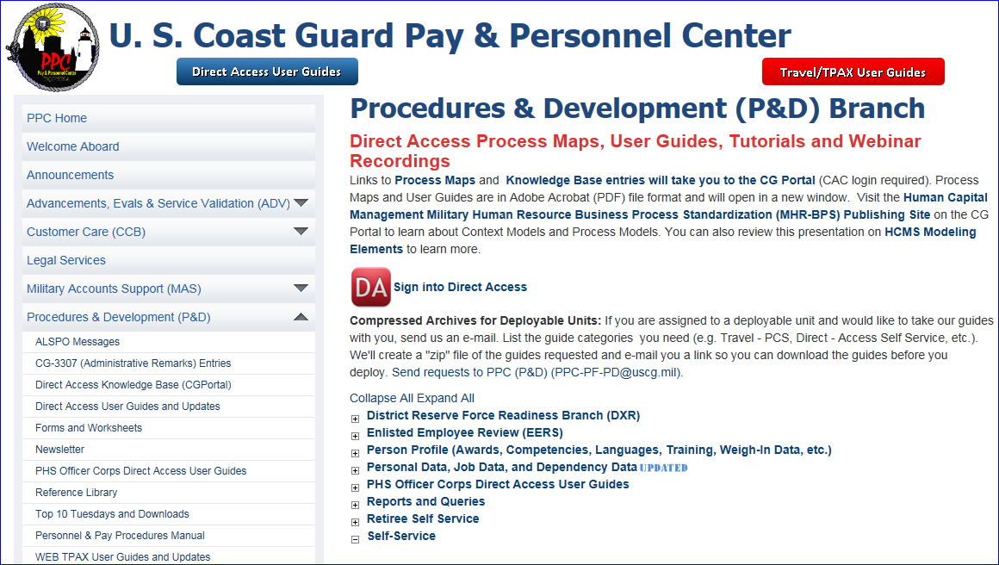 U. S. Coast Guard Pay & Personnel Center
PPC
Pay & Personnel Center
Direct Access User Guides
Travel/TPAX User Guides
PPC Home
Welcome Aboard
Announcements
Advancements, Evals & Service Validation (ADV)
Customer Care (CCB)
Legal Services
Military Accounts Support (MAS)
Procedures & Development (P&D)
ALSPO Messages
CG-3307 (Administrative Remarks) Entries
Direct Access Knowledge Base (CGPortal)
Direct Access User Guides and Updates
Forms and Worksheets
Newsletter
PHS Officer Corps Direct Access User Guides
Reference Library
Top 10 Tuesdays and Downloads
Personnel & Pay Procedures Manual
WEB TPAX User Guides and Updates
Procedures & Development (P&D) Branch
Direct Access Process Maps, User Guides, Tutorials and Webinar
Recordings
Links to Process Maps and Knowledge Base entries will take you to the CG Portal (CAC login required). Process
Maps and User Guides are in Adobe Acrobat (PDF) file format and will open in a new window. Visit the Human Capital
Management Military Human Resource Business Process Standardization (MHR-BPS) Publishing Site on the CG
Portal to learn about Context Models and Process Models. You can also review this presentation on HCMS Modeling
Elements to learn more.
DA Sign into Direct Access
Compressed Archives for Deployable Units: If you are assigned to a deployable unit and would like to take our guides
with you, send us an e-mail. List the guide categories you need (e.g. Travel - PCS, Direct - Access Self Service, etc.).
We'll create a "zip" file of the guides requested and e-mail you a link so you can download the guides before you
deploy. Send requests to PPC (P&D) (PPC-PF-PD@uscg.mil).
Collapse All Expand All
District Reserve Force Readiness Branch (DXR)
Enlisted Employee Review (EERS)
Person Profile (Awards, Competencies, Languages, Training, Weigh-In Data, etc.)
Personal Data, Job Data, and Dependency Data UPDATED
PHS Officer Corps Direct Access User Guides
Reports and Queries
Retiree Self Service
Self-Service